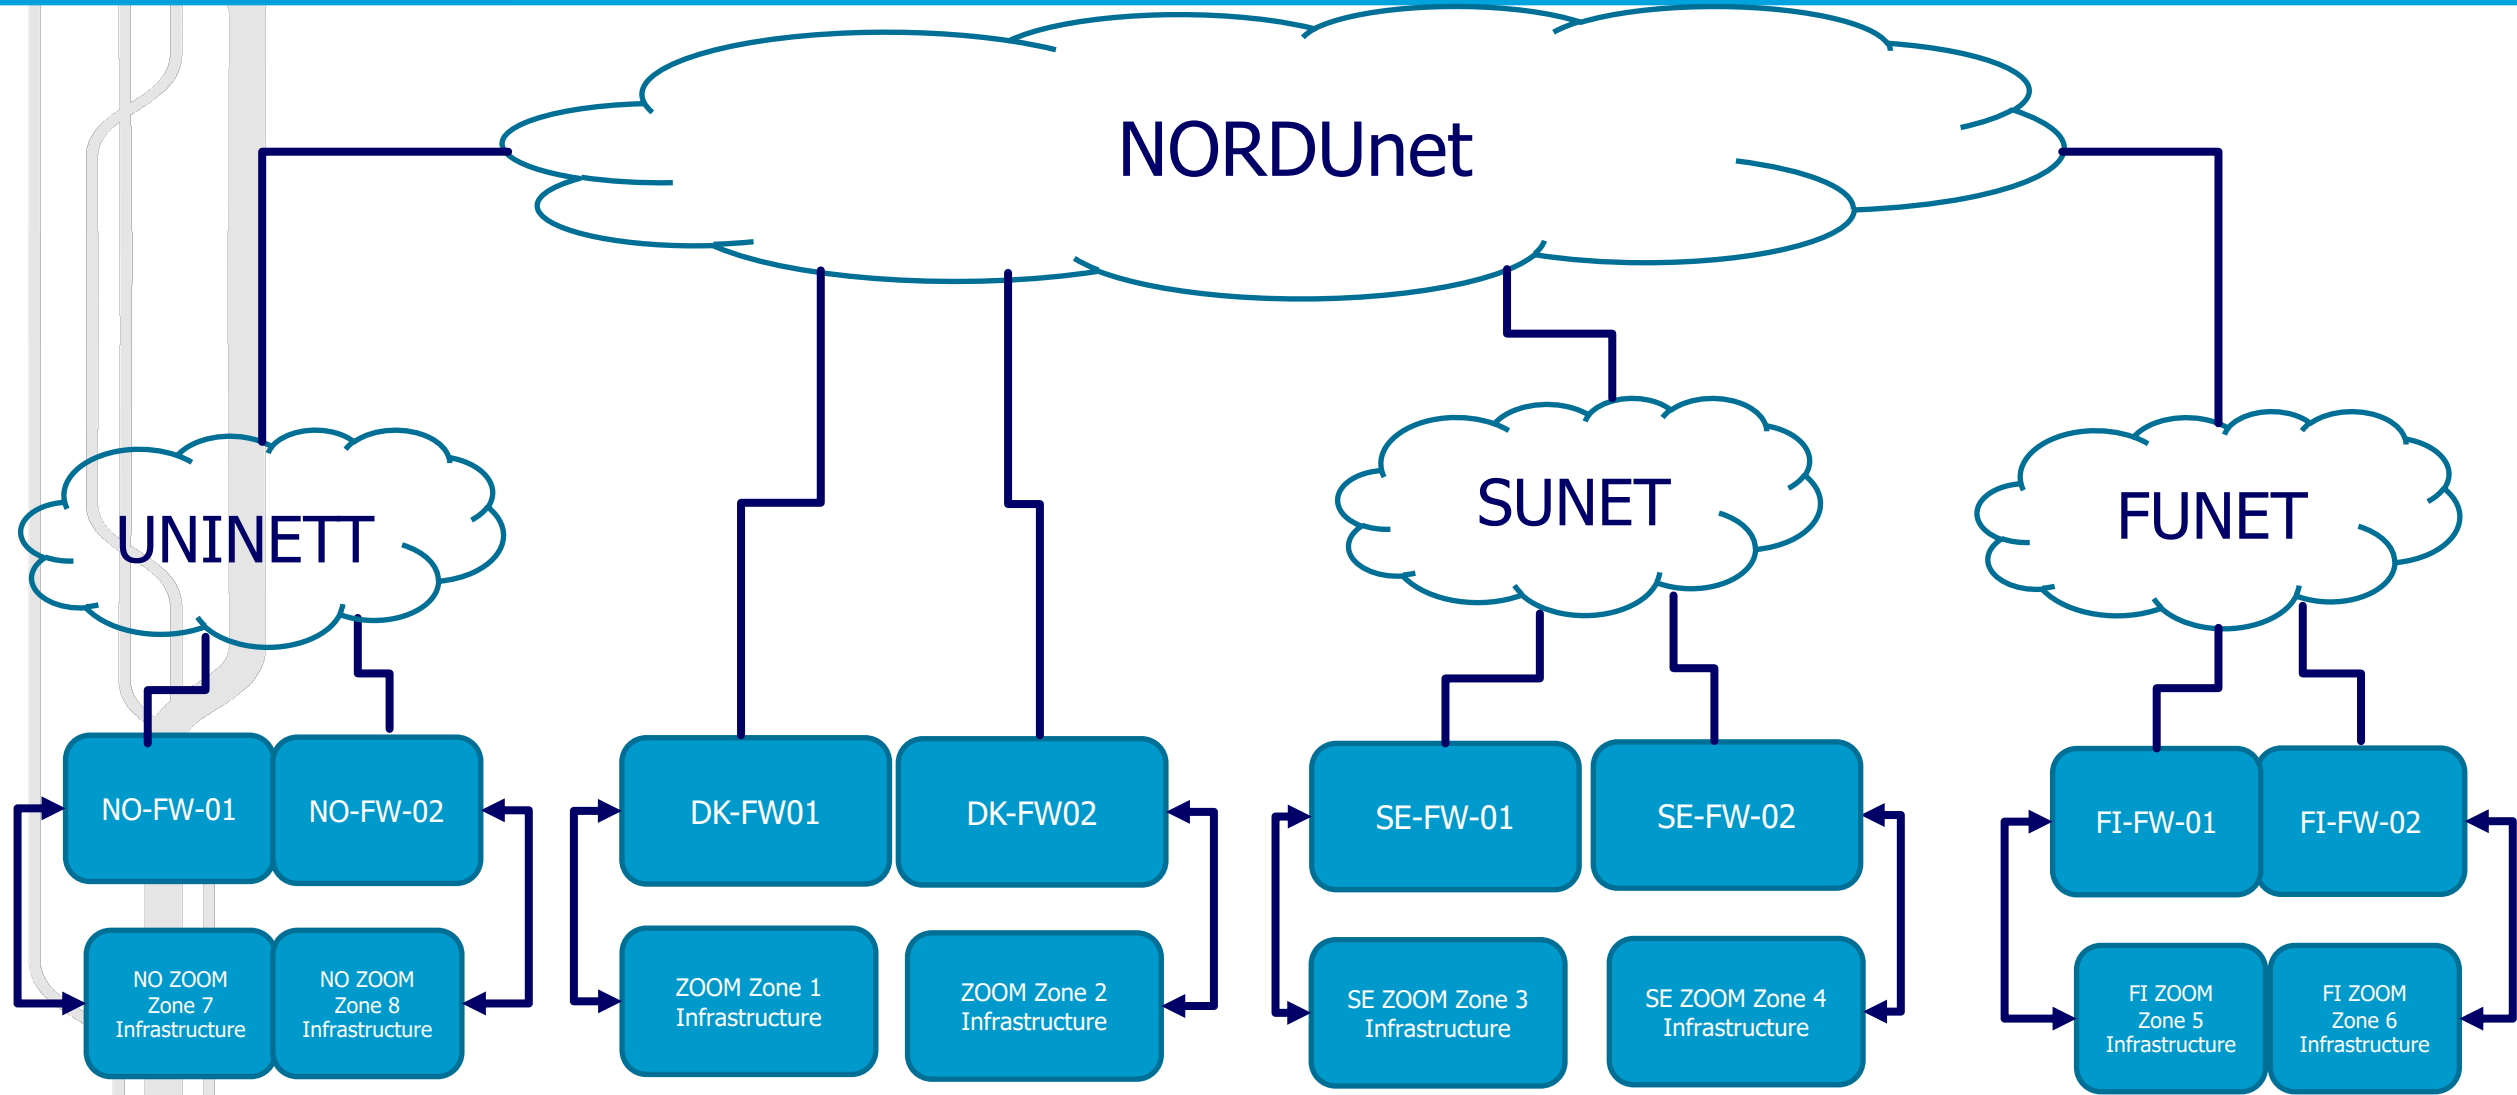 NORDUnet
UNINETT
SUNET
FUNET
NO-FW-01
NO-FW-02
DK-FW01
DK-FW02
SE-FW-01
SE-FW-02
FI-FW-01
FI-FW-02
NO ZOOM
Zone 7
Infrastructure
NO ZOOM
Zone 8
Infrastructure
ZOOM Zone 1
Infrastructure
ZOOM Zone 2
Infrastructure
SE ZOOM Zone 3
Infrastructure
SE ZOOM Zone 4
Infrastructure
FI ZOOM
Zone 5
Infrastructure
FI ZOOM
Zone 6
Infrastructure